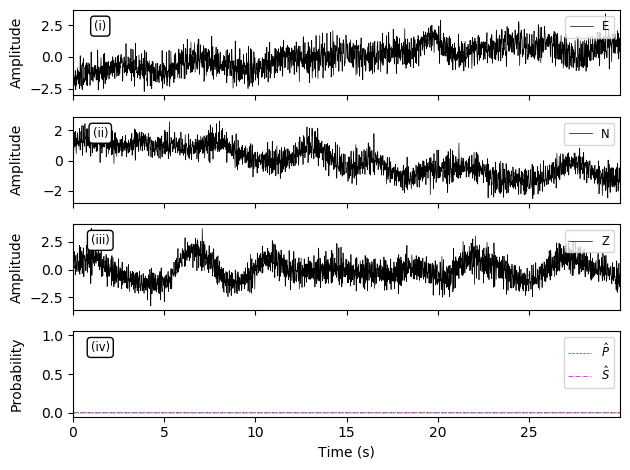 Amplitude
2.5
0.0
−2.5
(i)
E
Amplitude
2
0
−2
(ii)
N
Amplitude
2.5
0.0
−2.5
(iii)
Z
Probability
1.0
0.5
0.0
(iv)
P̂
Ŝ
0 5 10 15 20 25
Time (s)